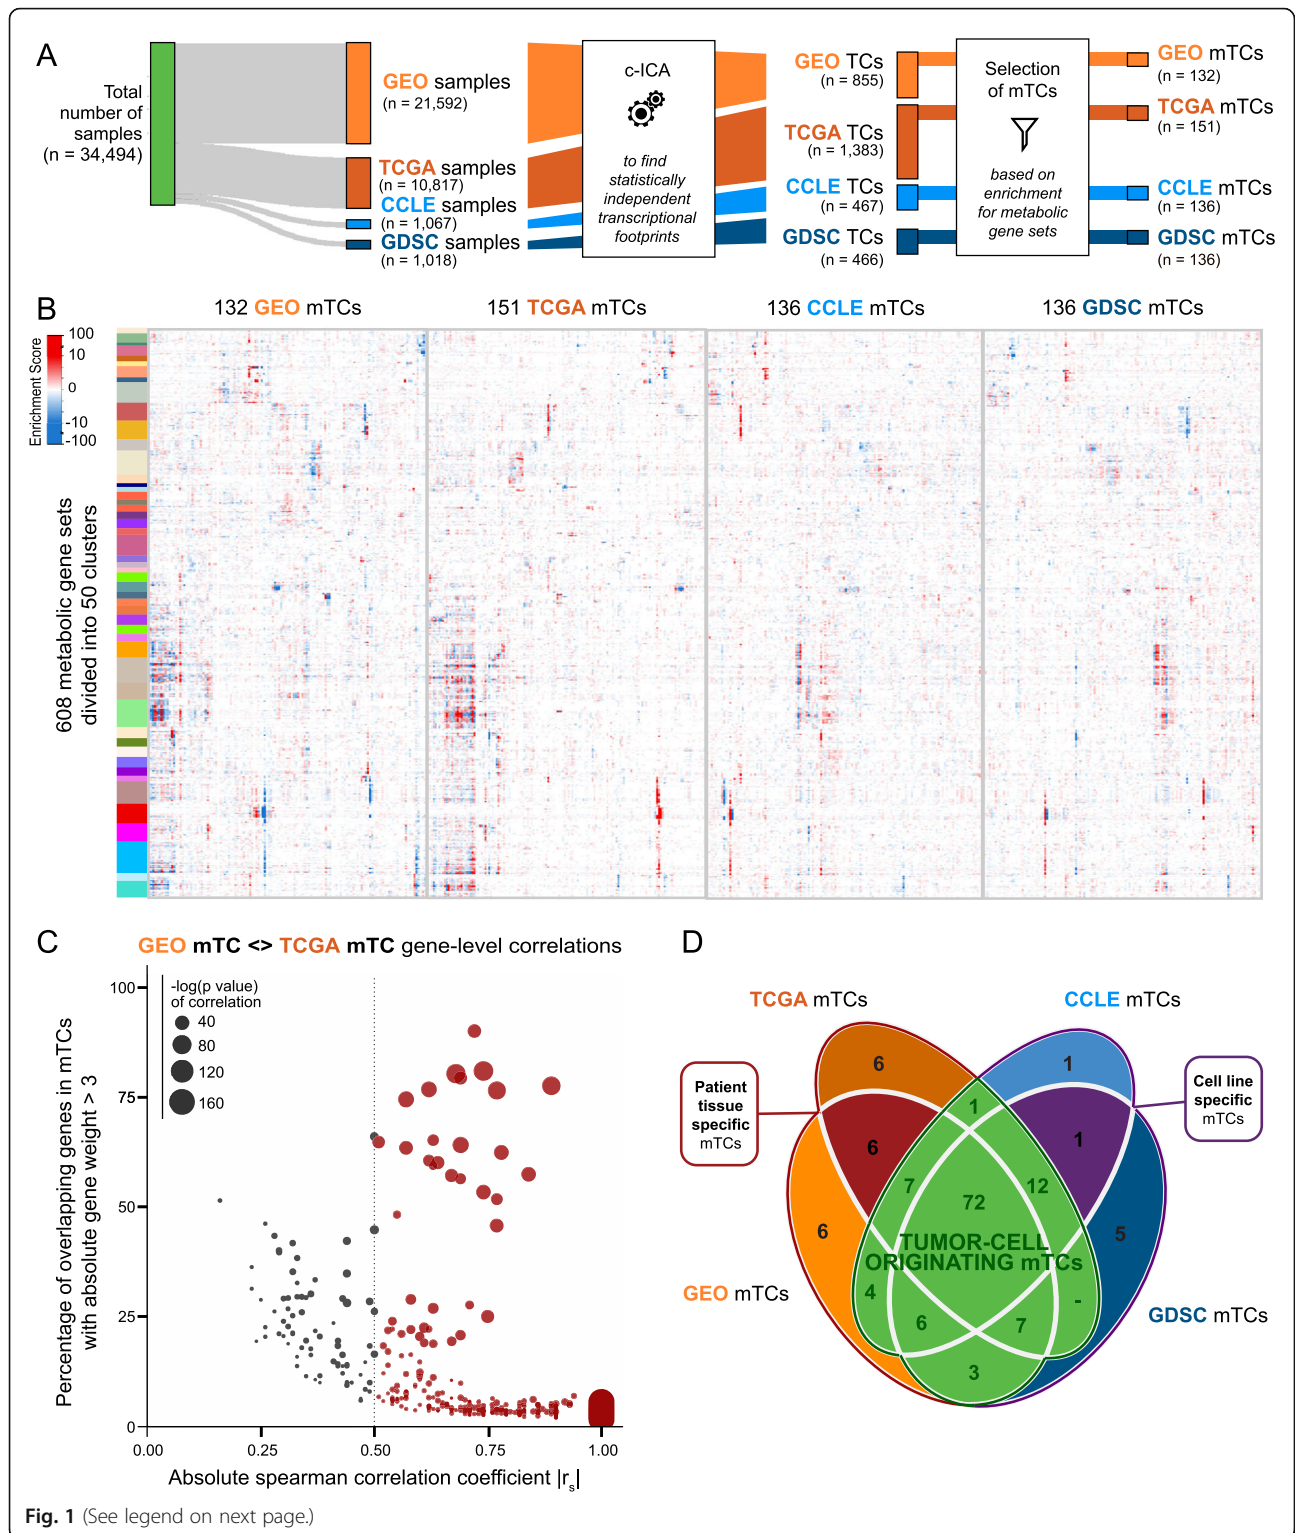 A
Total
number of
samples
(n = 34,494)
GEO samples
(n = 21,592)
TCGA samples
(n = 10,817)
CCLE samples
(n = 1,067)
GDSC samples
(n = 1,018)
c-ICA
to find
statistically
independent
transcriptional
footprints
GEO TCs
(n = 855)
TCGA TCs
(n = 1,383)
CCLE TCs
(n = 467)
GDSC TCs
(n = 466)
Selection
of mTCs
based on
enrichment
for metabolic
gene sets
GEO mTCs
(n = 132)
TCGA mTCs
(n = 151)
CCLE mTCs
(n = 136)
GDSC mTCs
(n = 136)
B
132 GEO mTCs
151 TCGA mTCs
136 CCLE mTCs
136 GDSC mTCs
Enrichment Score
100
10
0
-10
-100
608 metabolic gene sets
divided into 50 clusters
C
GEO mTC <> TCGA mTC gene-level correlations
-log(p value)
of correlation
40
80
120
160
Percentage of overlapping genes in mTCs
with absolute gene weight > 3
100
75
50
25
0
0.00
0.25
0.50
0.75
1.00
Absolute spearman correlation coefficient |rs|
D
TCGA mTCs
CCLE mTCs
Patient
tissue
specific
mTCs
Cell line
specific
mTCs
6
1
1
6
1
7
72
12
6
5
TUMOR-CELL
ORIGINATING mTCs
GEO mTCs
4
-
GDSC mTCs
6
7
3
Fig. 1 (See legend on next page.)